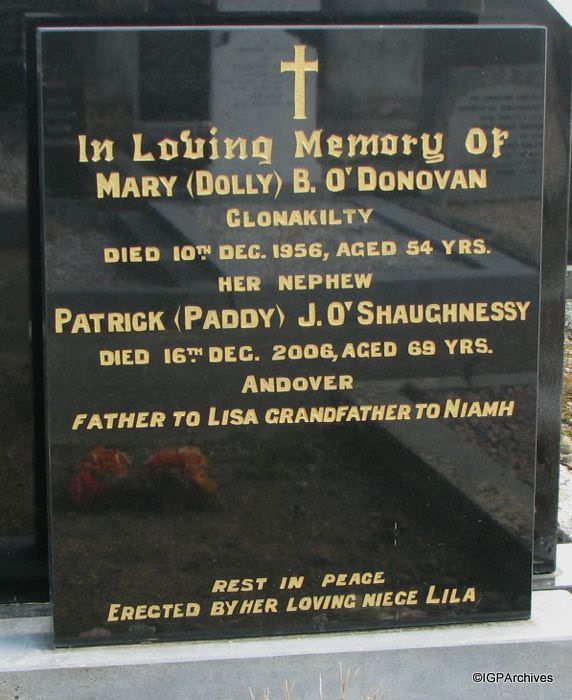 In Loving Memory Of
MARY (DOLLY) B. O'DONOVAN
CLONAKILTY
DIED 10TH DEC. 1956, AGED 54 YRS.
HER NEPHEW
PATRICK (PADDY) J. O'SHAUGHNESSY
DIED 16TH DEC. 2006, AGED 69 YRS.
ANDOVER
FATHER TO LISA GRANDFATHER TO NIAMH
REST IN PEACE
ERECTED BY HER LOVING NIECE LILA
©IGPArchives